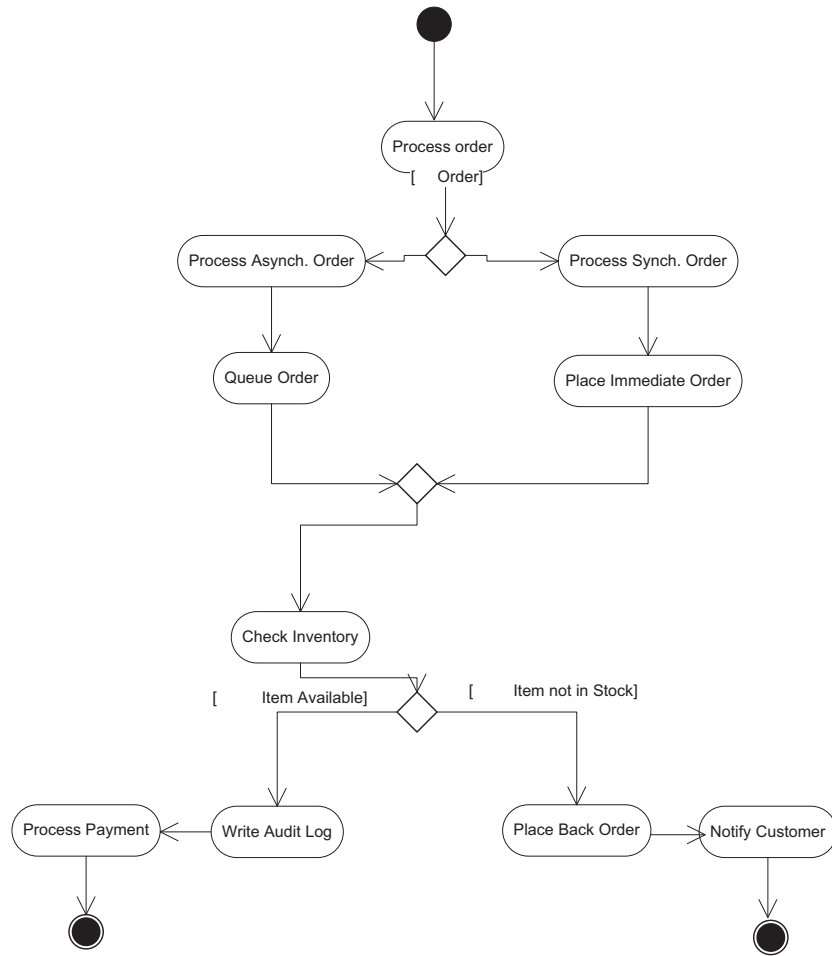 Process order
[ Order]
Process Asynch. Order
Process Synch. Order
Queue Order
Place Immediate Order
Check Inventory
[ Item Available]
[ Item not in Stock]
Process Payment
Write Audit Log
Place Back Order
Notify Customer